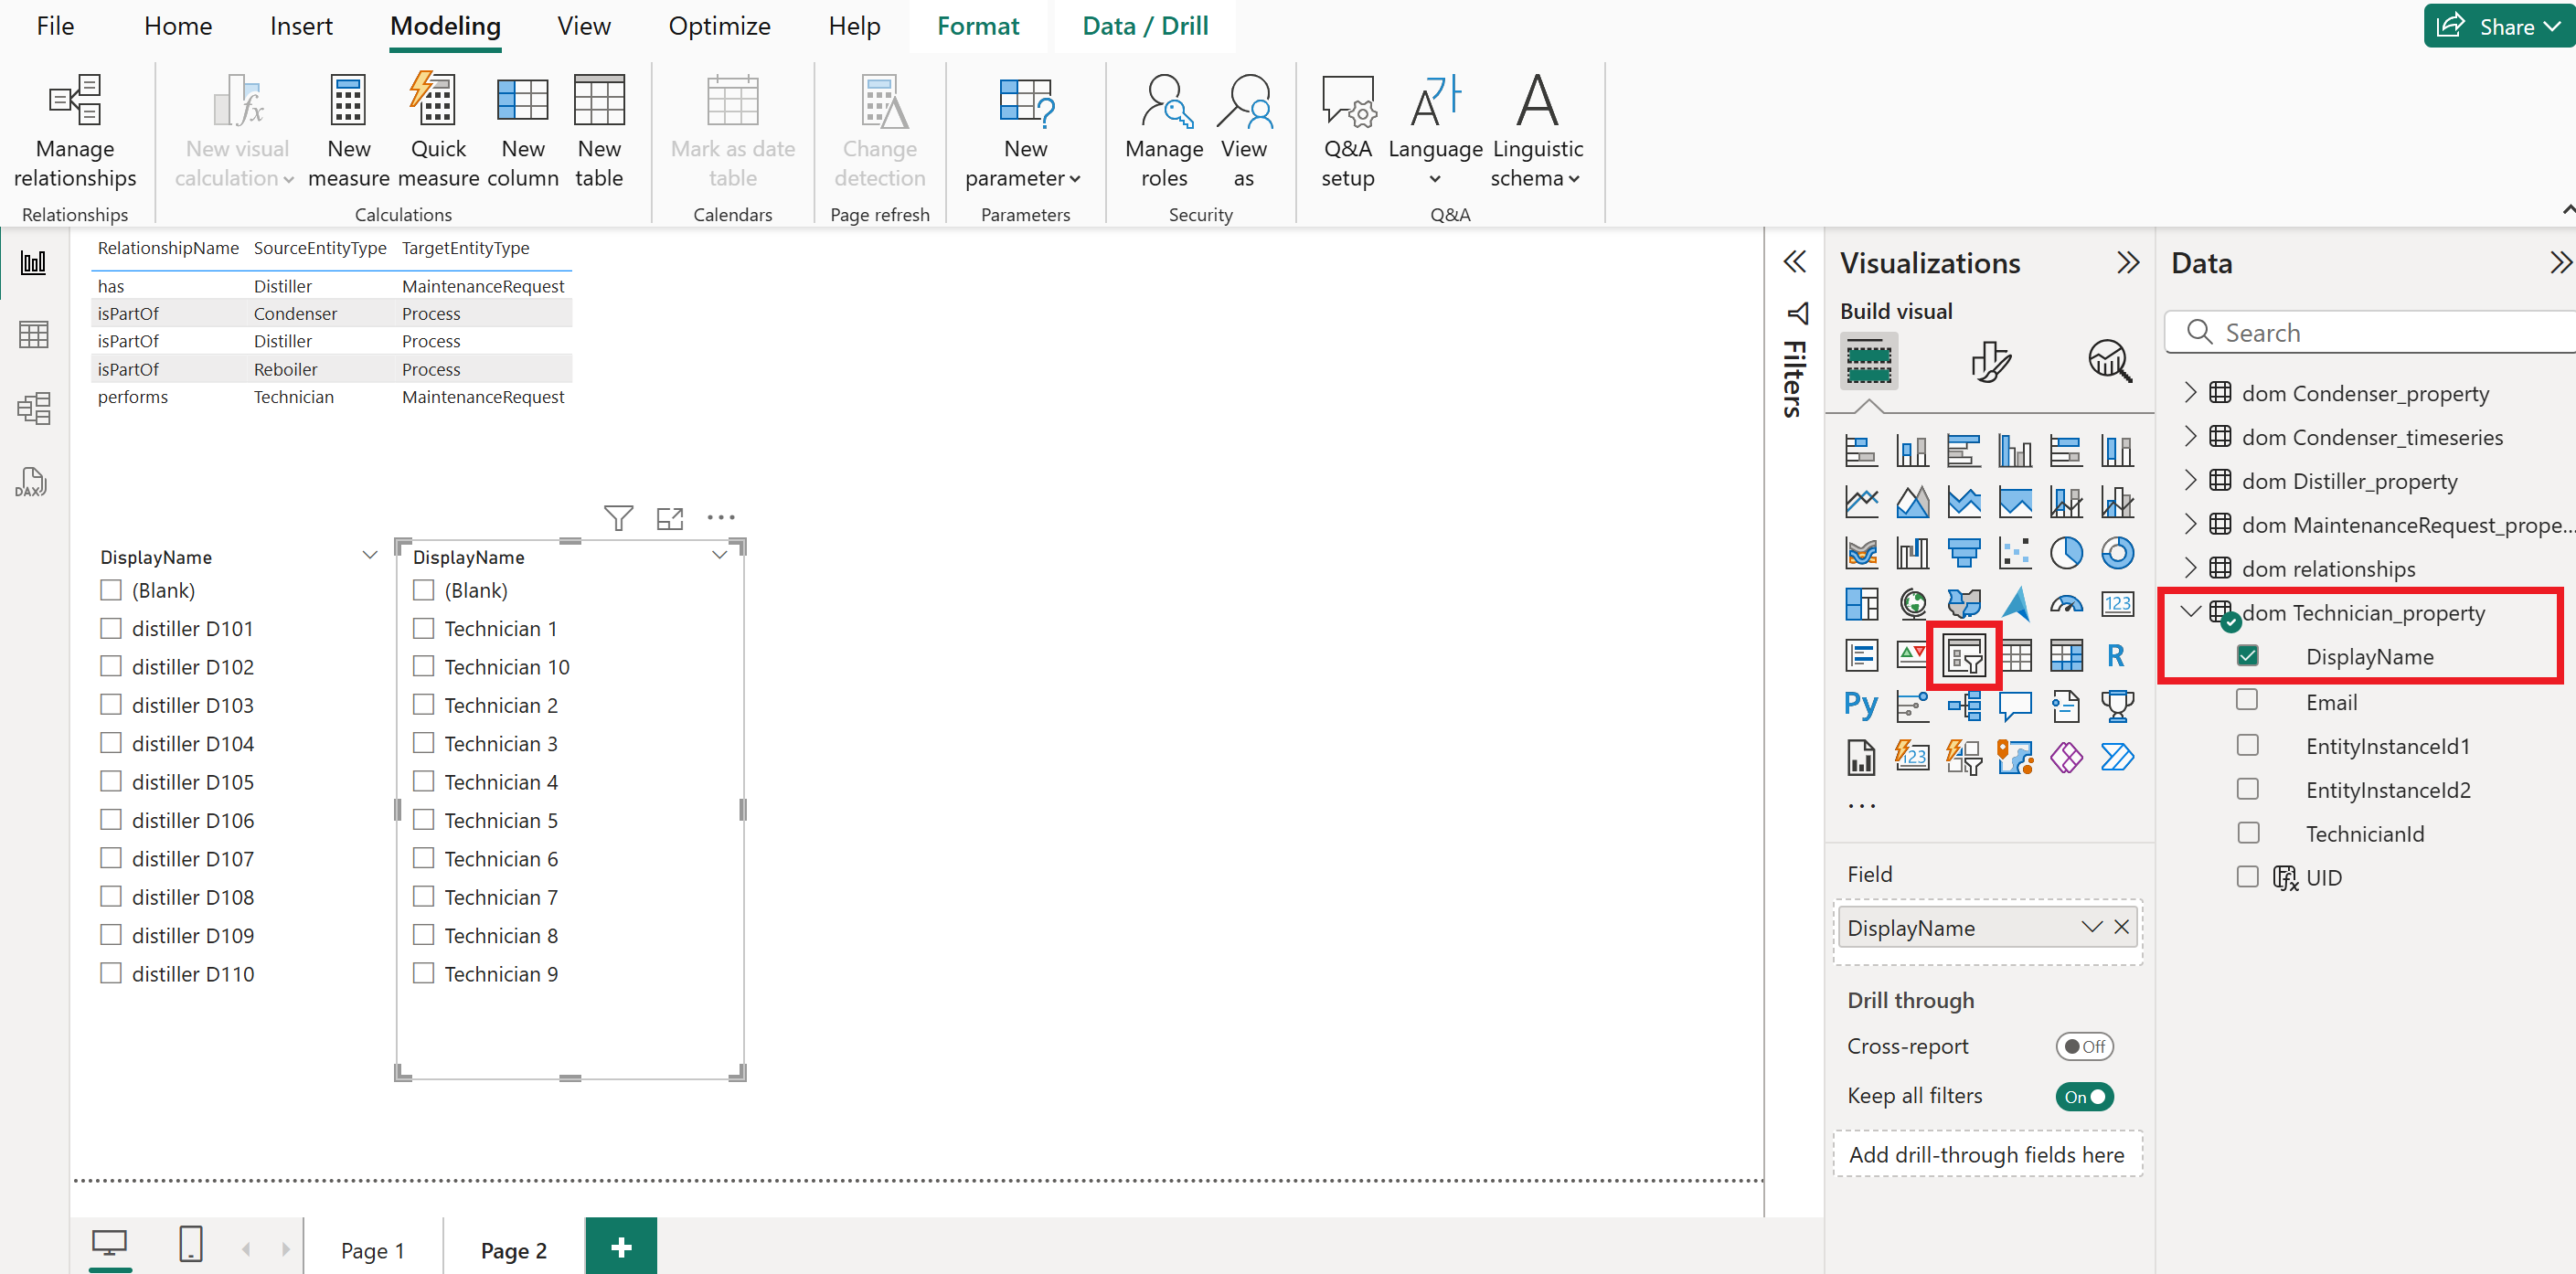 File Home Insert Modeling View Optimize Help Format Data / Drill Share
Manage relationships
New visual calculation
New measure
Quick measure
New column
New table
Mark as date table
Change detection
New parameter
Manage roles
View as
Q&A setup
Language
Linguistic schema
Relationships Calculations Calendars Page refresh Parameters Security Q&A
RelationshipName SourceEntityType TargetEntityType
has Distiller MaintenanceRequest
isPartOf Condenser Process
isPartOf Distiller Process
isPartOf Reboiler Process
performs Technician MaintenanceRequest
DAX
DisplayName
(Blank)
distiller D101
distiller D102
distiller D103
distiller D104
distiller D105
distiller D106
distiller D107
distiller D108
distiller D109
distiller D110
DisplayName
(Blank)
Technician 1
Technician 10
Technician 2
Technician 3
Technician 4
Technician 5
Technician 6
Technician 7
Technician 8
Technician 9
Page 1 Page 2
Filters
Visualizations
Build visual
123
R
Py
123
...
Field
DisplayName
Drill through
Cross-report Off
Keep all filters On
Add drill-through fields here
Data
Search
dom Condenser_property
dom Condenser_timeseries
dom Distiller_property
dom MaintenanceRequest_prope...
dom relationships
dom Technician_property
DisplayName
Email
EntityInstanceId1
EntityInstanceId2
TechnicianId
UID